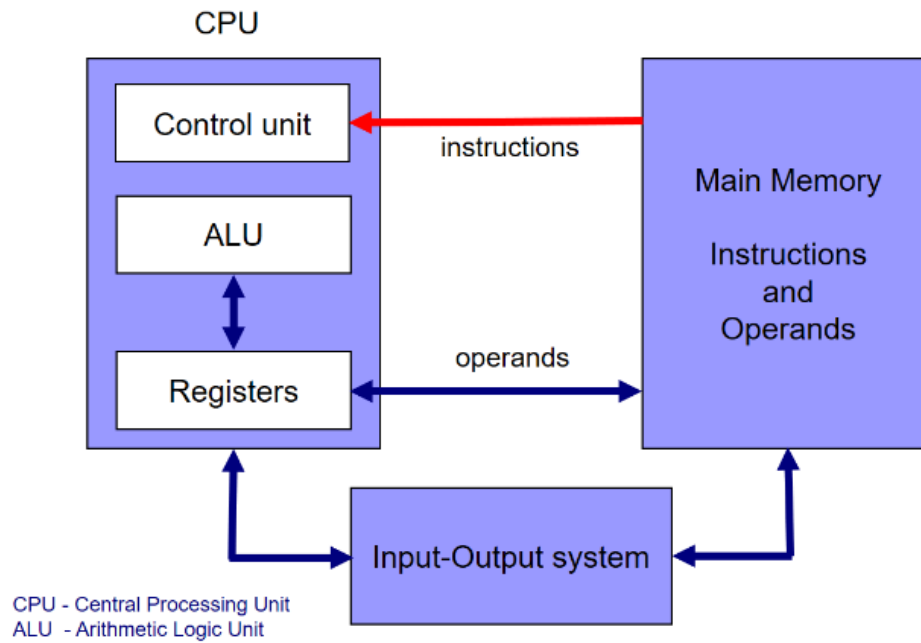 CPU
Control unit
instructions
ALU
Registers
operands
Main Memory
Instructions
and
Operands
Input-Output system
CPU - Central Processing Unit
ALU - Arithmetic Logic Unit